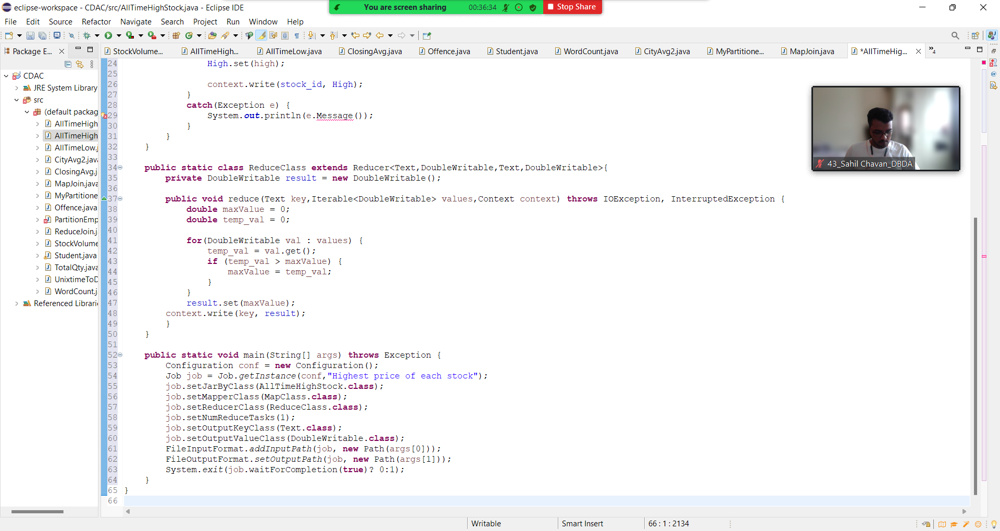 eclipse-workspace - CDAC/src/AllTimeHighStock.java - Eclipse IDE
You are screen sharing 00:36:34 Stop Share
File Edit Source Refactor Navigate Search Project Run Window Help
Package E... StockVolume... AllTimeHigh... AllTimeLow.java ClosingAvg.java Offence.java Student.java WordCount.java CityAvg2.java MyPartitione... MapJoin.java *AllTimeHig... »4
CDAC
JRE System Library
src
(default packag
AllTimeHigh
AllTimeHigh
AllTimeLow.j
CityAvg2.java
ClosingAvg.j
MapJoin.java
MyPartitione
Offence.java
PartitionEmp
ReduceJoin.j
StockVolume
Student.java
TotalQty.java
UnixtimeToD
WordCount.j
Referenced Librari
24 High.set(high);
25
26 context.write(stock_id, High);
27 }
28 catch(Exception e) {
29 System.out.println(e.Message());
30 }
31 }
32 }
33
34 public static class ReduceClass extends Reducer<Text,DoubleWritable,Text,DoubleWritable>{
35 private DoubleWritable result = new DoubleWritable();
36
37 public void reduce(Text key,Iterable<DoubleWritable> values,Context context) throws IOException, InterruptedException {
38 double maxValue = 0;
39 double temp_val = 0;
40
41 for(DoubleWritable val : values) {
42 temp_val = val.get();
43 if (temp_val > maxValue) {
44 maxValue = temp_val;
45 }
46 }
47 result.set(maxValue);
48 context.write(key, result);
49 }
50 }
51
52 public static void main(String[] args) throws Exception {
53 Configuration conf = new Configuration();
54 Job job = Job.getInstance(conf,"Highest price of each stock");
55 job.setJarByClass(AllTimeHighStock.class);
56 job.setMapperClass(MapClass.class);
57 job.setReducerClass(ReduceClass.class);
58 job.setNumReduceTasks(1);
59 job.setOutputKeyClass(Text.class);
60 job.setOutputValueClass(DoubleWritable.class);
61 FileInputFormat.addInputPath(job, new Path(args[0]));
62 FileOutputFormat.setOutputPath(job, new Path(args[1]));
63 System.exit(job.waitForCompletion(true)? 0:1);
64 }
65 }
66
43_Sahil Chavan_DBDA
Writable Smart Insert 66 : 1 : 2134